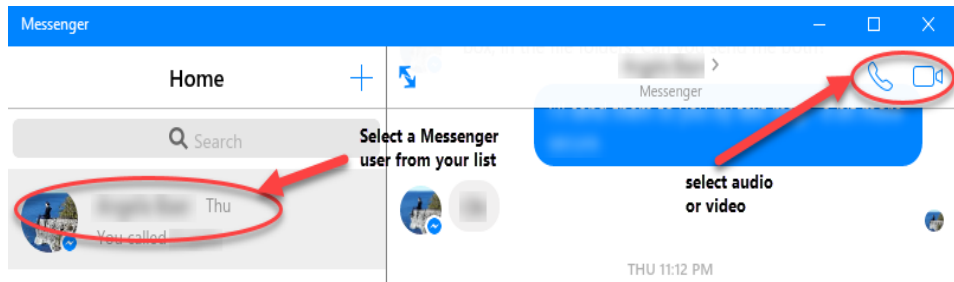 Messenger
Home
Search
Select a Messenger
user from your list
Thu
You called
Messenger
select audio
or video
THU 11:12 PM